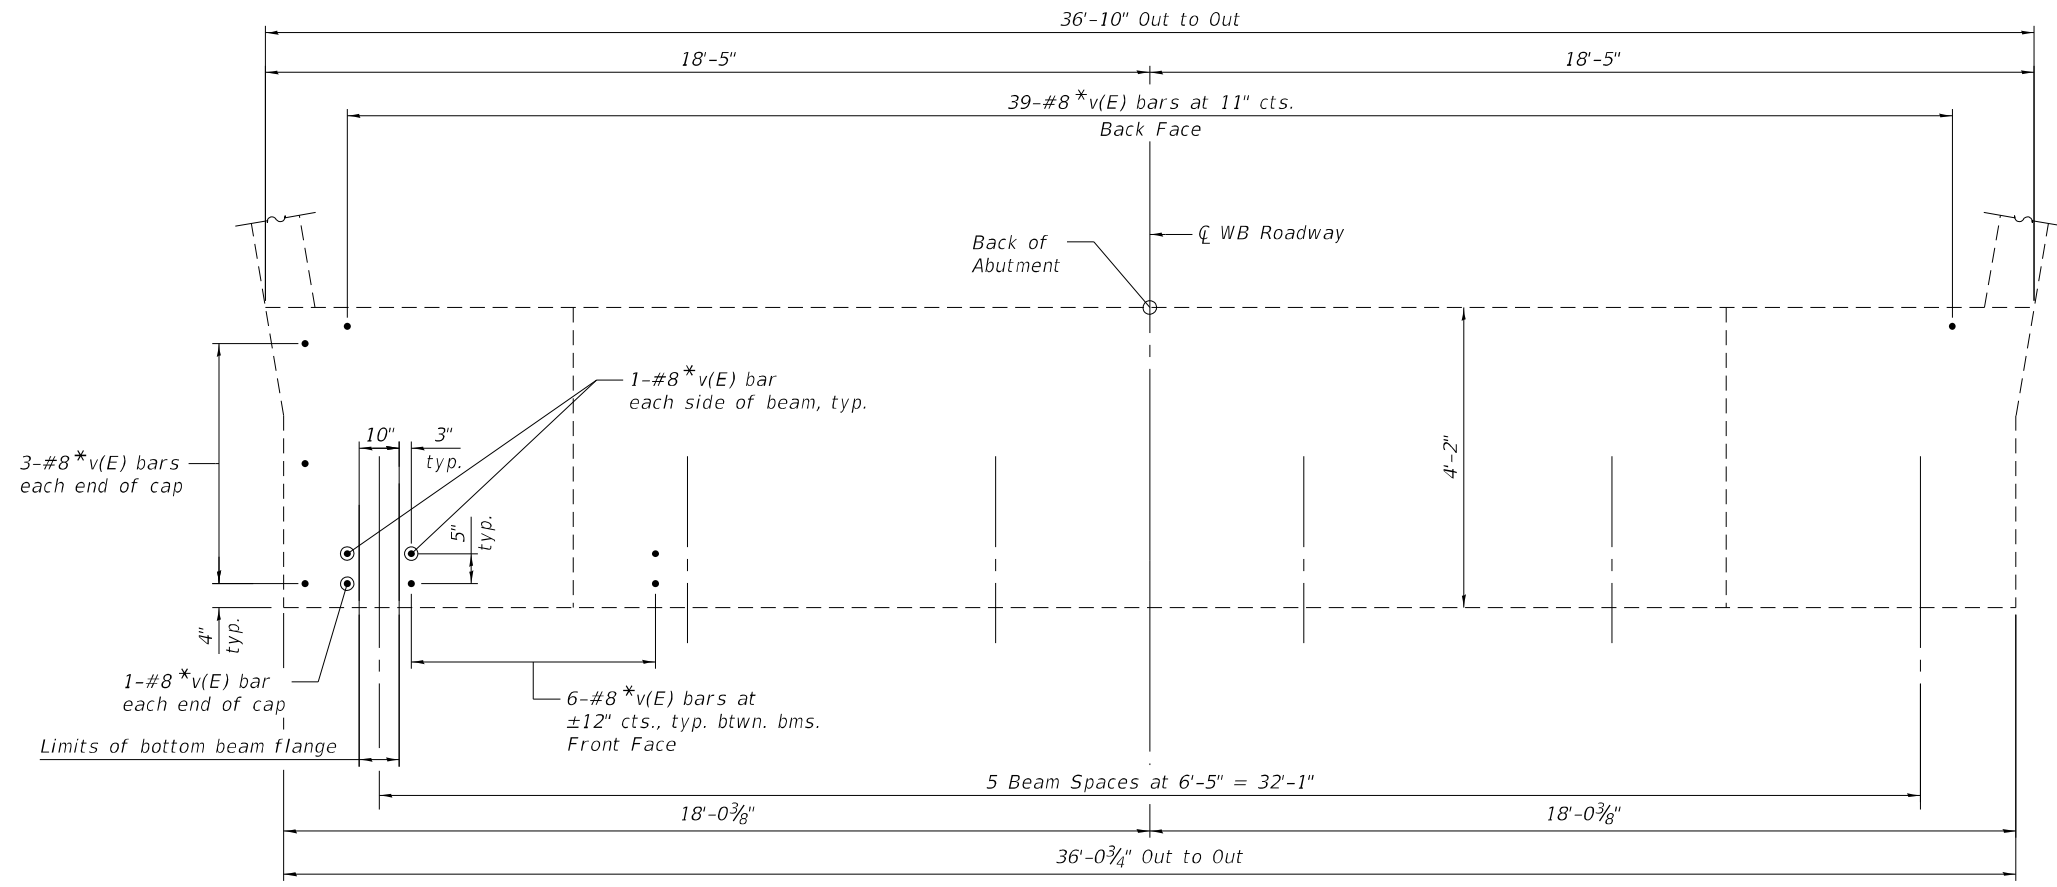 36'-10" Out to Out
18'-5"
18'-5"
39-#8 *v(E) bars at 11" cts.
Back Face
Back of
Abutment
℄ WB Roadway
1-#8 *v(E) bar
each side of beam, typ.
10"
3"
typ.
3-#8 *v(E) bars
each end of cap
4'-2"
5"
typ.
4"
typ.
1-#8 *v(E) bar
each end of cap
6-#8 *v(E) bars at
±12" cts., typ. btwn. bms.
Front Face
Limits of bottom beam flange
5 Beam Spaces at 6'-5" = 32'-1"
18'-0⅜"
18'-0⅜"
36'-0¾" Out to Out